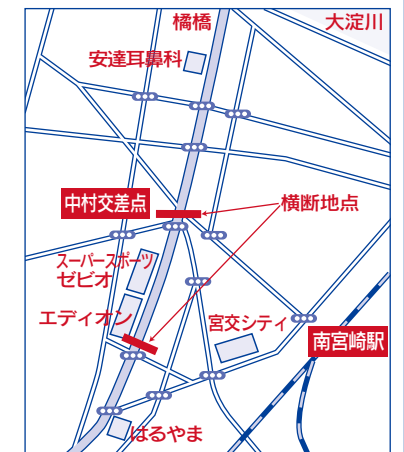 橘橋
大淀川
安達耳鼻科
中村交差点
横断地点
スーパースポーツ
ゼビオ
エディオン
宮交シティ
南宮崎駅
はるやま